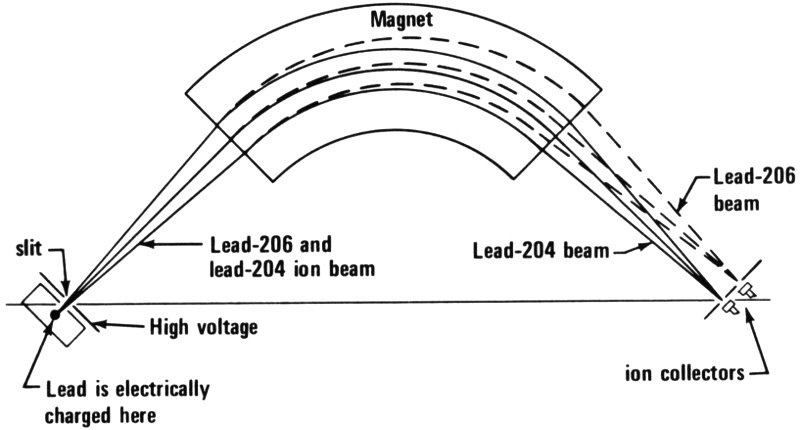 Magnet
Lead-206
beam
slit
Lead-206 and
lead-204 ion beam
Lead-204 beam
High voltage
ion collectors
Lead is electrically
charged here